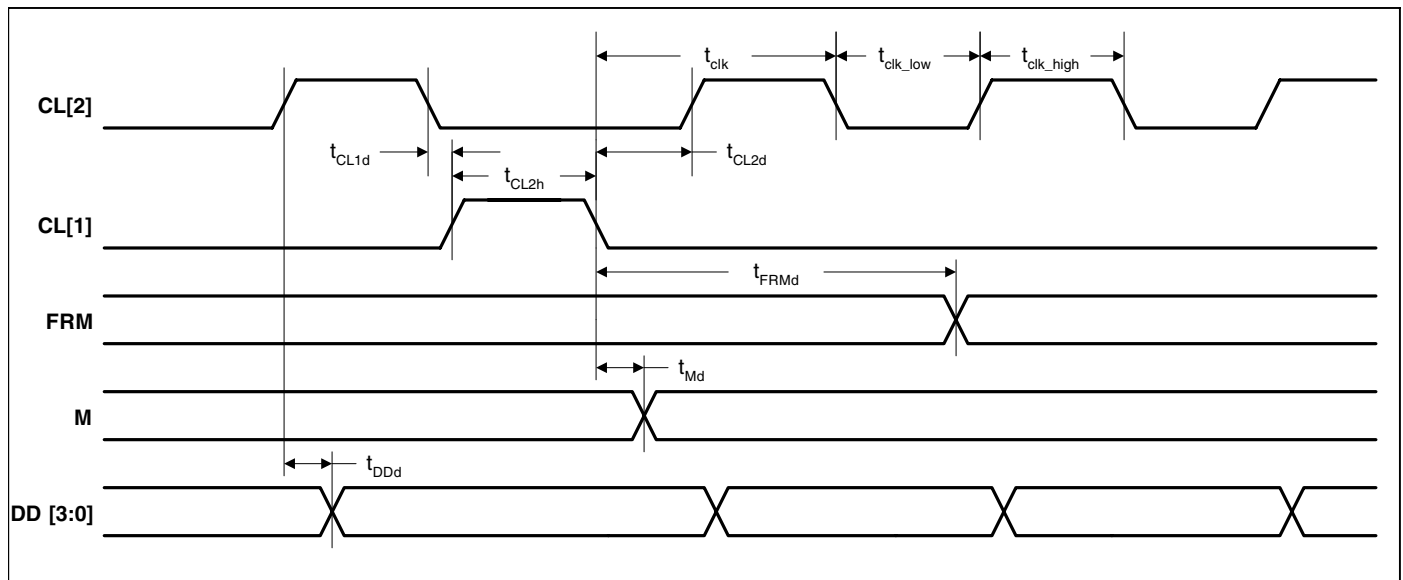 t_clk t_clk_low t_clk_high
CL[2]
t_CL1d t_CL2d
t_CL2h
CL[1]
t_FRMd
FRM
t_Md
M
t_DDd
DD [3:0]